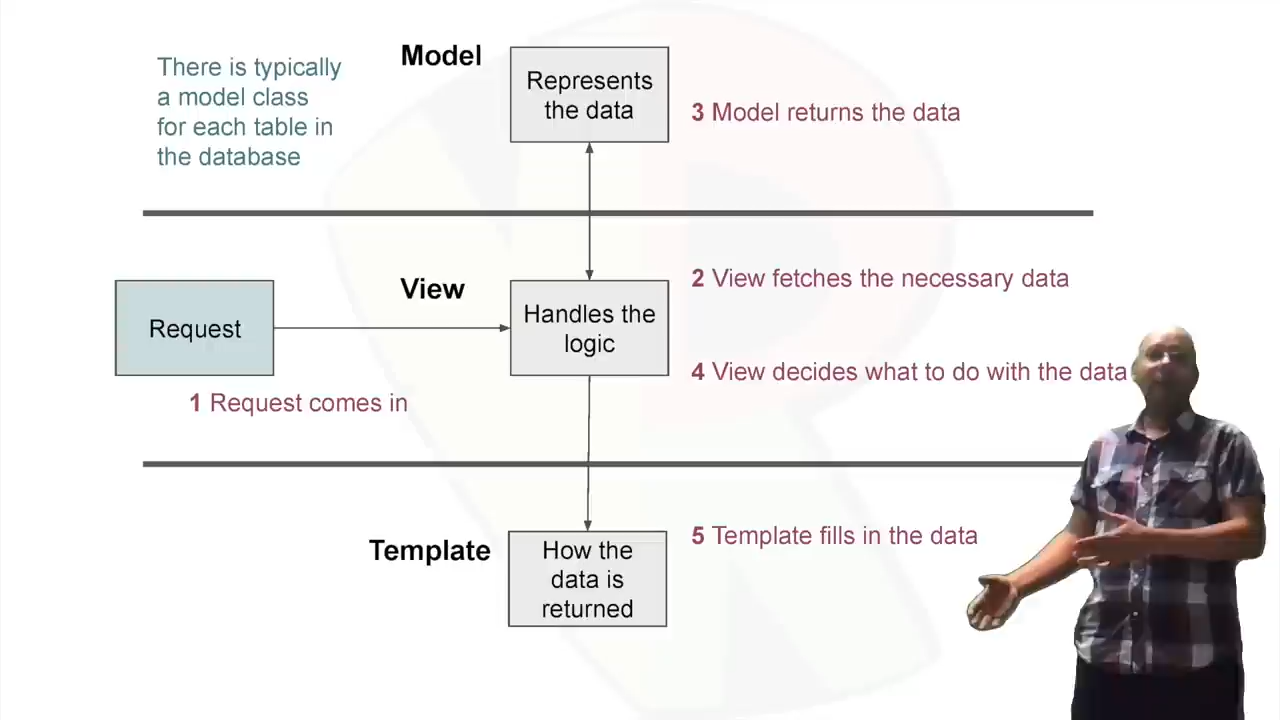 There is typically
a model class
for each table in
the database
Model
Represents
the data
3 Model returns the data
View
Handles the
logic
2 View fetches the necessary data
Request
4 View decides what to do with the data
1 Request comes in
Template
How the
data is
returned
5 Template fills in the data